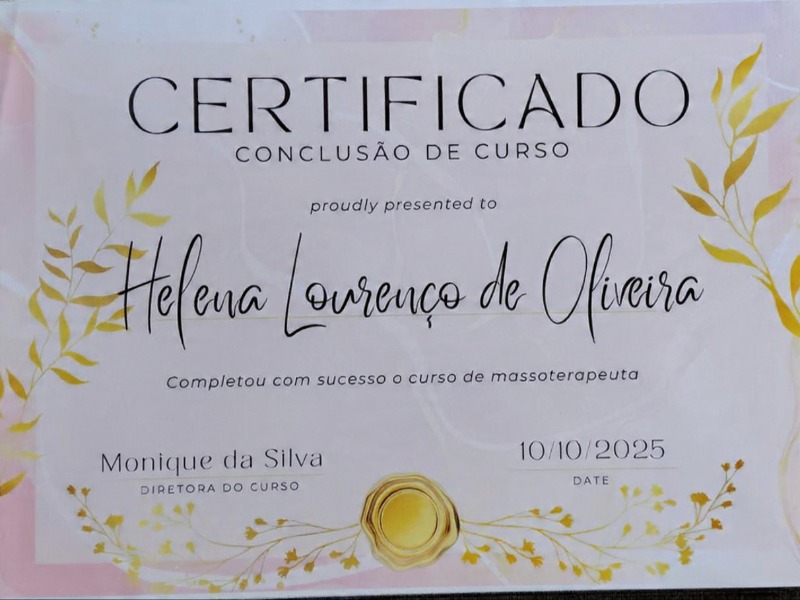 CERTIFICADO
CONCLUSÃO DE CURSO
proudly presented to
Helena Lourenço de Oliveira
Completou com sucesso o curso de massoterapeuta
Monique da Silva
DIRETORA DO CURSO
10/10/2025
DATE